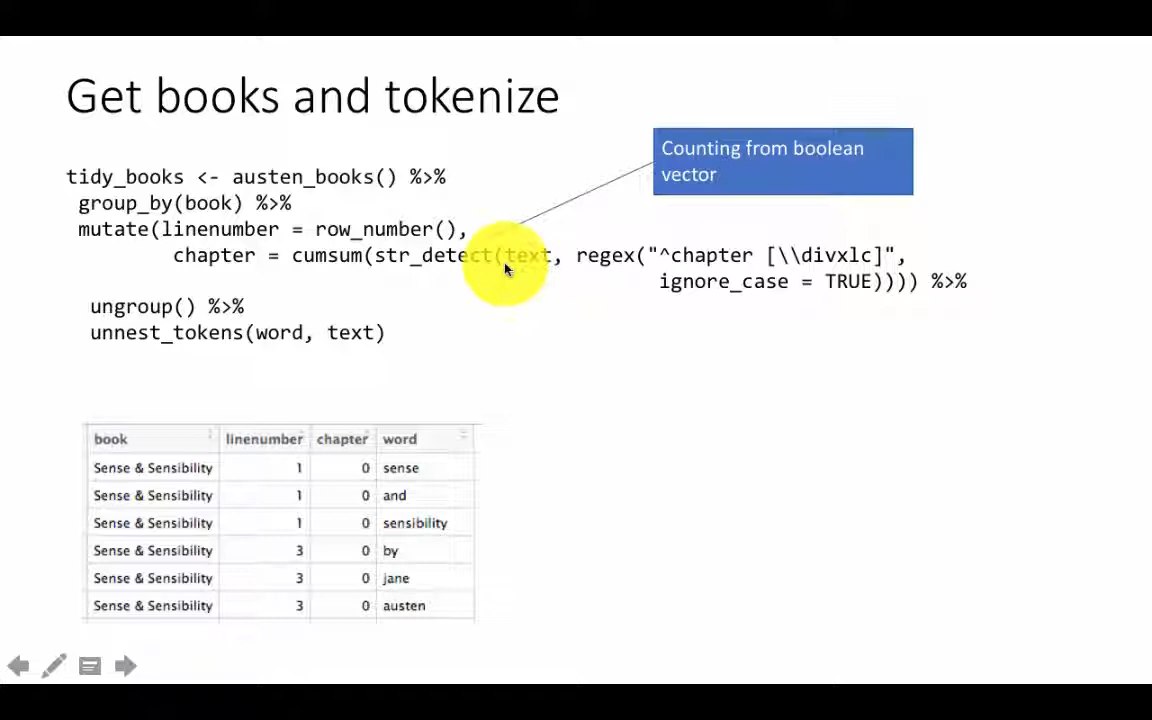 Get books and tokenize
Counting from boolean
vector
tidy_books <- austen_books() %>%
group_by(book) %>%
mutate(linenumber = row_number(),
chapter = cumsum(str_detect(text, regex("^chapter [\\divxlc]",
ignore_case = TRUE)))) %>%
ungroup() %>%
unnest_tokens(word, text)
book linenumber chapter word
Sense & Sensibility 1 0 sense
Sense & Sensibility 1 0 and
Sense & Sensibility 1 0 sensibility
Sense & Sensibility 3 0 by
Sense & Sensibility 3 0 jane
Sense & Sensibility 3 0 austen